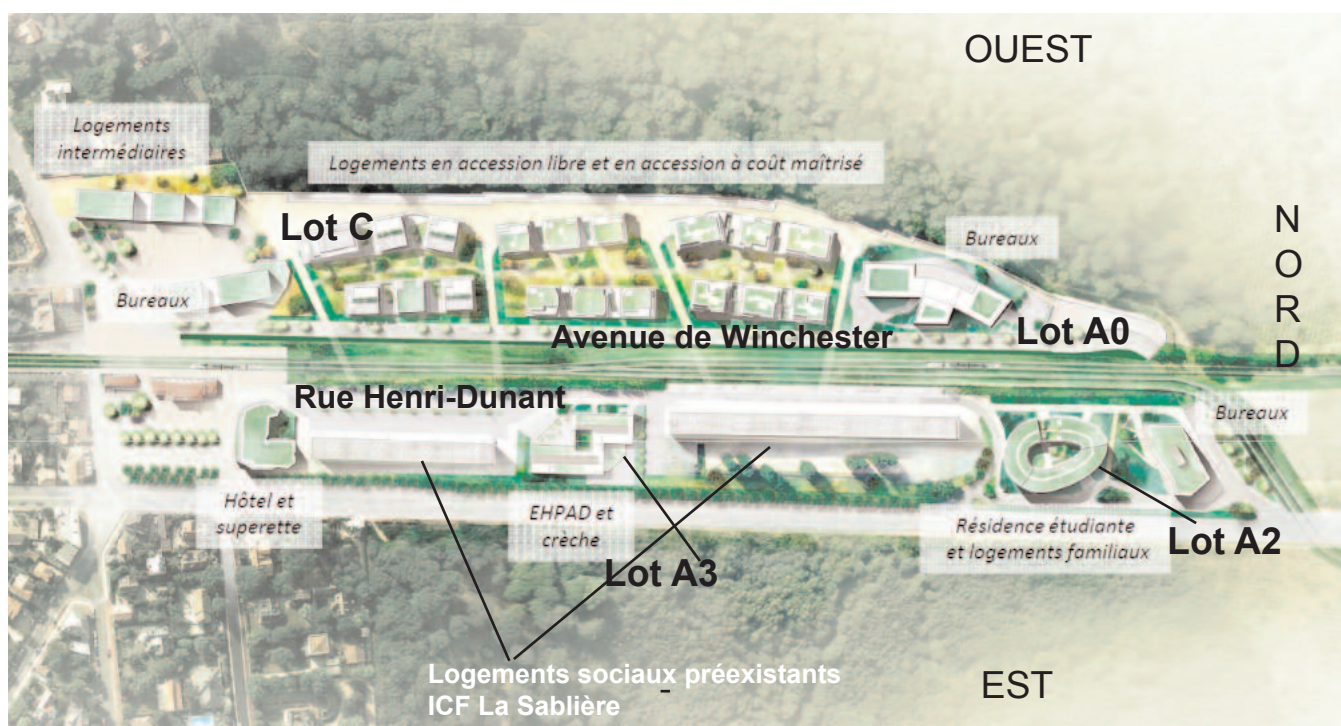 OUEST
Logements
intermédiaires
Logements en accession libre et en accession à coût maîtrisé
N
O
R
D
Lot C
Bureaux
Bureaux
Avenue de Winchester
Lot A0
Rue Henri-Dunant
Bureaux
Hôtel et
superette
EHPAD et
crèche
Résidence étudiante
et logements familiaux
Lot A2
Lot A3
Logements sociaux préexistants
-
ICF La Sablière
EST